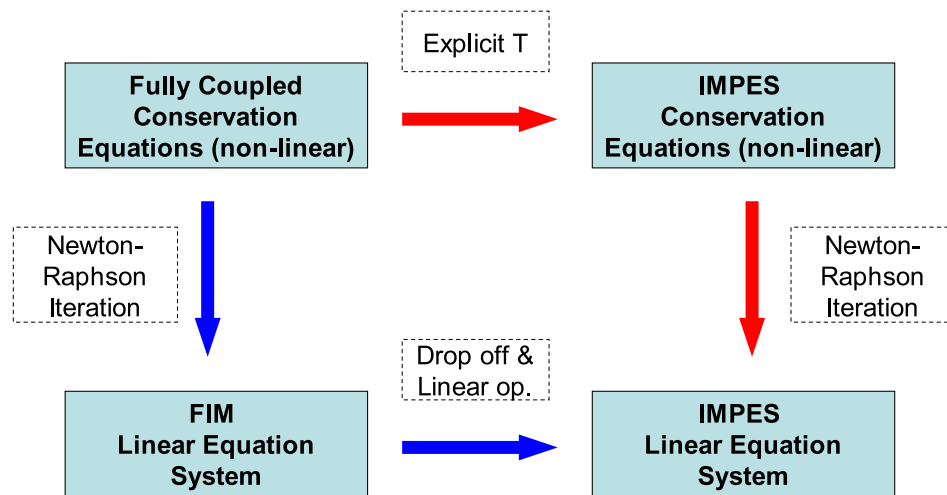 Explicit T
Fully Coupled
Conservation
Equations (non-linear)
IMPES
Conservation
Equations (non-linear)
Newton-
Raphson
Iteration
Newton-
Raphson
Iteration
Drop off &
Linear op.
FIM
Linear Equation
System
IMPES
Linear Equation
System